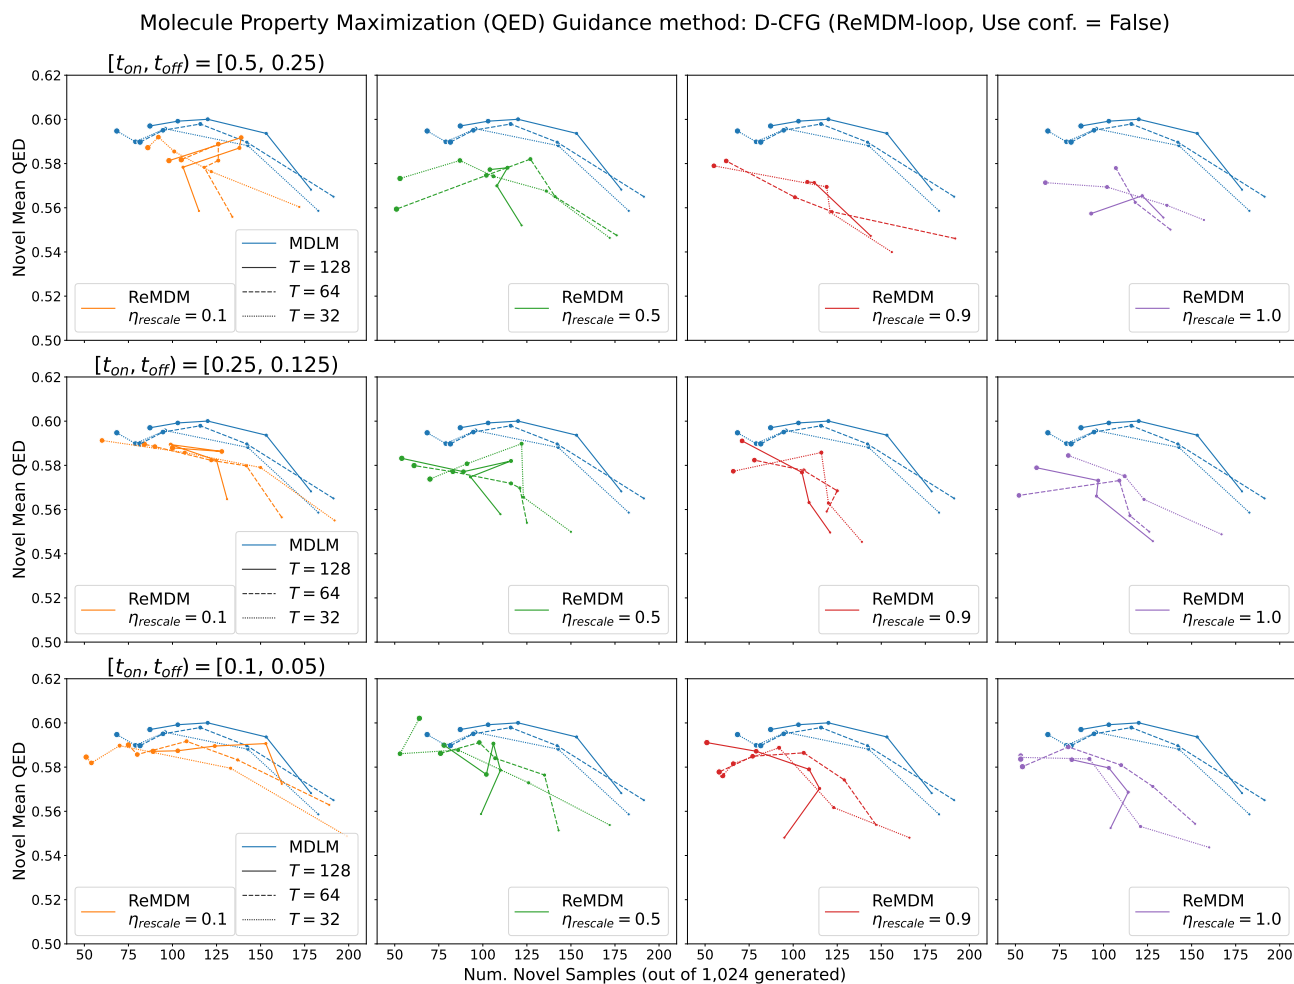 Molecule Property Maximization (QED) Guidance method: D-CFG (ReMDM-loop, Use conf. = False)
[t_on, t_off) = [0.5, 0.25)
Novel Mean QED
0.62
0.60
0.58
0.56
0.54
0.52
0.50
ReMDM
η_rescale = 0.1
MDLM
T = 128
T = 64
T = 32
ReMDM
η_rescale = 0.5
ReMDM
η_rescale = 0.9
ReMDM
η_rescale = 1.0
[t_on, t_off) = [0.25, 0.125)
Novel Mean QED
0.62
0.60
0.58
0.56
0.54
0.52
0.50
ReMDM
η_rescale = 0.1
MDLM
T = 128
T = 64
T = 32
ReMDM
η_rescale = 0.5
ReMDM
η_rescale = 0.9
ReMDM
η_rescale = 1.0
[t_on, t_off) = [0.1, 0.05)
Novel Mean QED
0.62
0.60
0.58
0.56
0.54
0.52
0.50
ReMDM
η_rescale = 0.1
MDLM
T = 128
T = 64
T = 32
ReMDM
η_rescale = 0.5
ReMDM
η_rescale = 0.9
ReMDM
η_rescale = 1.0
50 75 100 125 150 175 200
50 75 100 125 150 175 200
50 75 100 125 150 175 200
50 75 100 125 150 175 200
Num. Novel Samples (out of 1,024 generated)